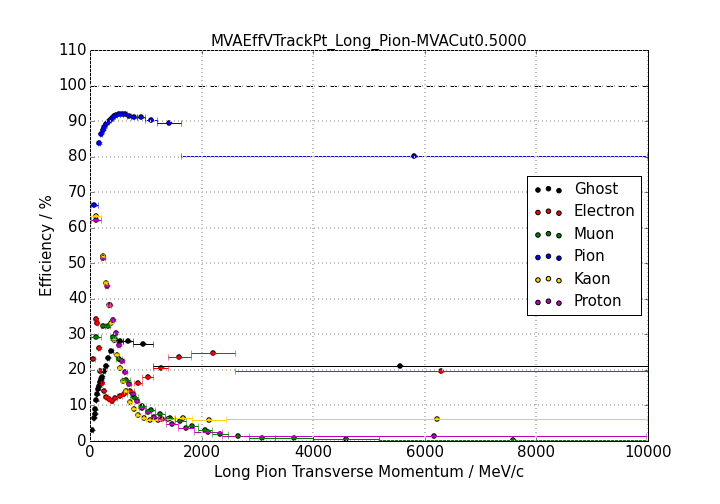 MVAEffVTrackPt_Long_Pion-MVACut0.5000
110
100
90
80
70
60
50
40
30
20
10
0
Efficiency / %
Ghost
Electron
Muon
Pion
Kaon
Proton
0 2000 4000 6000 8000 10000
Long Pion Transverse Momentum / MeV/c